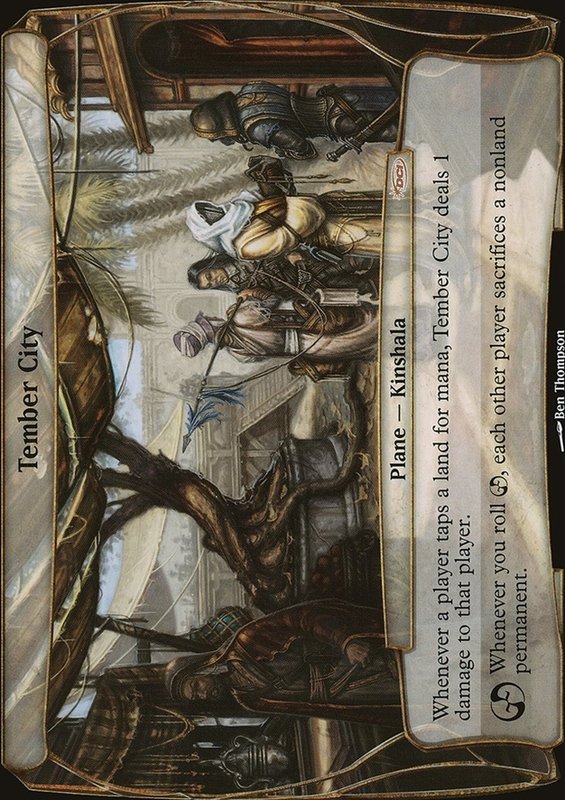 Tember City
Plane — Kinshala
DCI
Whenever a player taps a land for mana, Tember City deals 1
damage to that player.
Whenever you roll , each other player sacrifices a nonland
permanent.
Ben Thompson